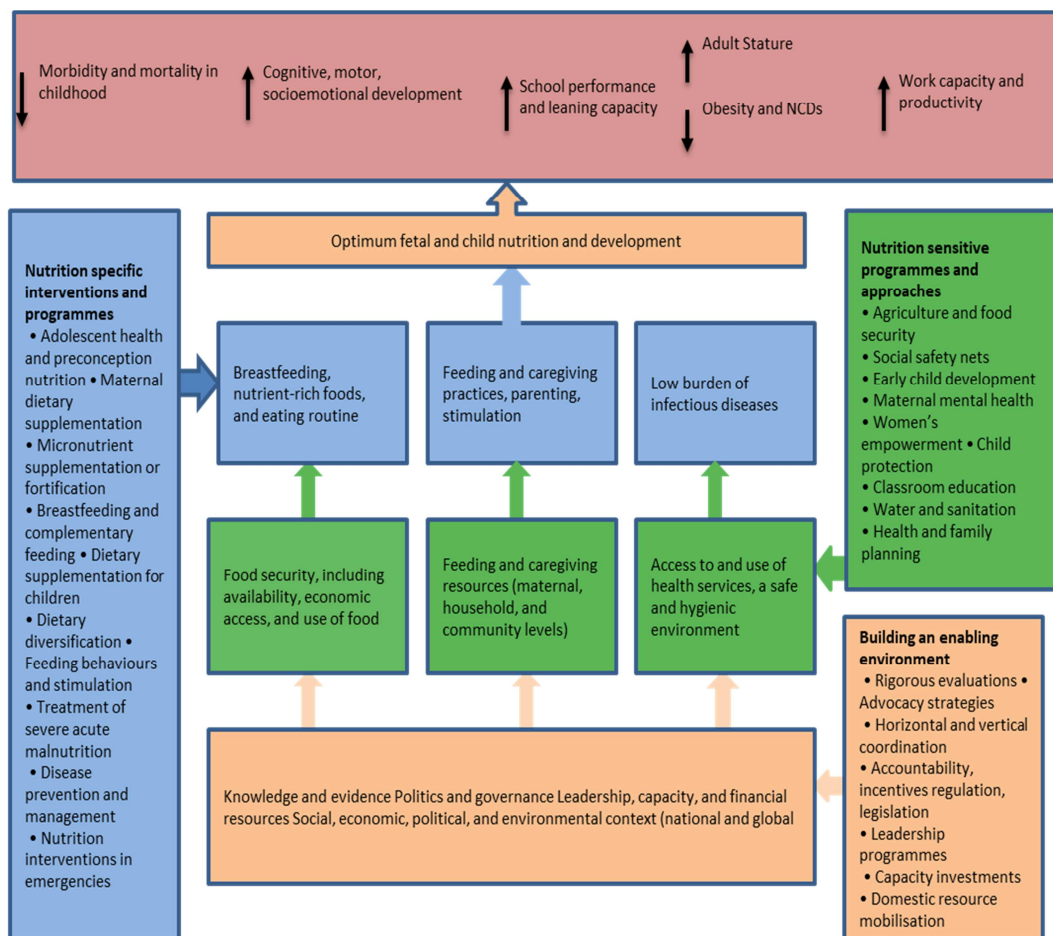 Morbidity and mortality in
childhood
Cognitive, motor,
socioemotional development
School performance
and leaning capacity
Adult Stature
Obesity and NCDs
Work capacity and
productivity
Optimum fetal and child nutrition and development
Nutrition specific
interventions and
programmes
• Adolescent health
and preconception
nutrition • Maternal
dietary
supplementation
• Micronutrient
supplementation or
fortification
• Breastfeeding and
complementary
feeding • Dietary
supplementation for
children
• Dietary
diversification •
Feeding behaviours
and stimulation
• Treatment of
severe acute
malnutrition
• Disease
prevention and
management
• Nutrition
interventions in
emergencies
Breastfeeding,
nutrient-rich foods,
and eating routine
Feeding and caregiving
practices, parenting,
stimulation
Low burden of
infectious diseases
Food security, including
availability, economic
access, and use of food
Feeding and caregiving
resources (maternal,
household, and
community levels)
Access to and use of
health services, a safe
and hygienic
environment
Knowledge and evidence Politics and governance Leadership, capacity, and financial
resources Social, economic, political, and environmental context (national and global
Nutrition sensitive
programmes and
approaches
• Agriculture and food
security
• Social safety nets
• Early child development
• Maternal mental health
• Women's
empowerment • Child
protection
• Classroom education
• Water and sanitation
• Health and family
planning
Building an enabling
environment
• Rigorous evaluations •
Advocacy strategies
• Horizontal and vertical
coordination
• Accountability,
incentives regulation,
legislation
• Leadership
programmes
• Capacity investments
• Domestic resource
mobilisation